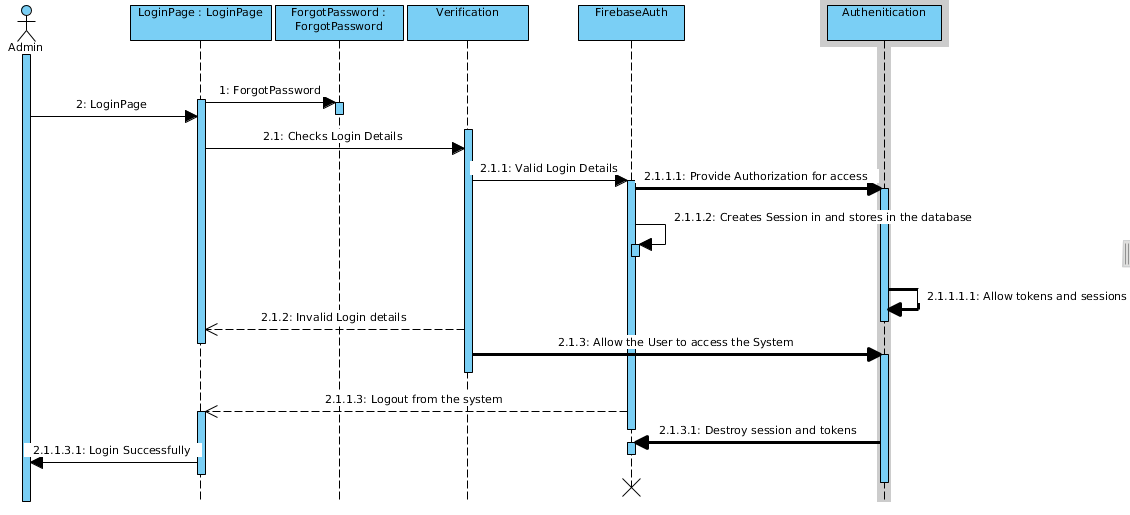 LoginPage : LoginPage
ForgotPassword :
ForgotPassword
Verification
FirebaseAuth
Authenitication
Admin
1: ForgotPassword
2: LoginPage
2.1: Checks Login Details
2.1.1: Valid Login Details
2.1.1.1: Provide Authorization for access
2.1.1.2: Creates Session in and stores in the database
2.1.1.1.1: Allow tokens and sessions
2.1.2: Invalid Login details
2.1.3: Allow the User to access the System
2.1.1.3: Logout from the system
2.1.3.1: Destroy session and tokens
2.1.1.3.1: Login Successfully